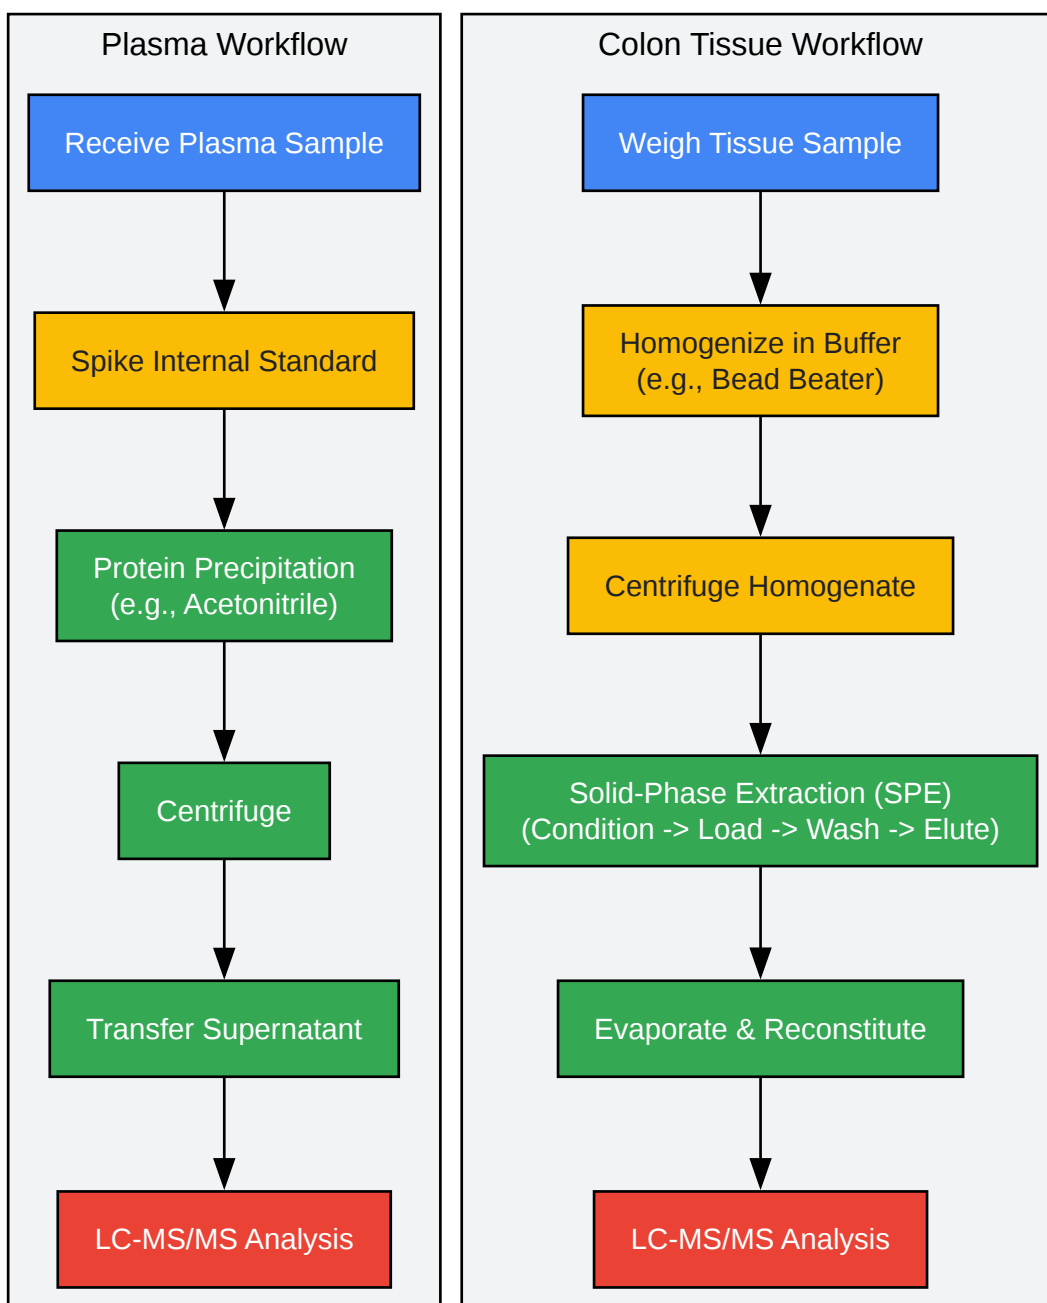 Plasma Workflow
Receive Plasma Sample
Spike Internal Standard
Protein Precipitation
(e.g., Acetonitrile)
Centrifuge
Transfer Supernatant
LC-MS/MS Analysis
Colon Tissue Workflow
Weigh Tissue Sample
Homogenize in Buffer
(e.g., Bead Beater)
Centrifuge Homogenate
Solid-Phase Extraction (SPE)
(Condition -> Load -> Wash -> Elute)
Evaporate & Reconstitute
LC-MS/MS Analysis